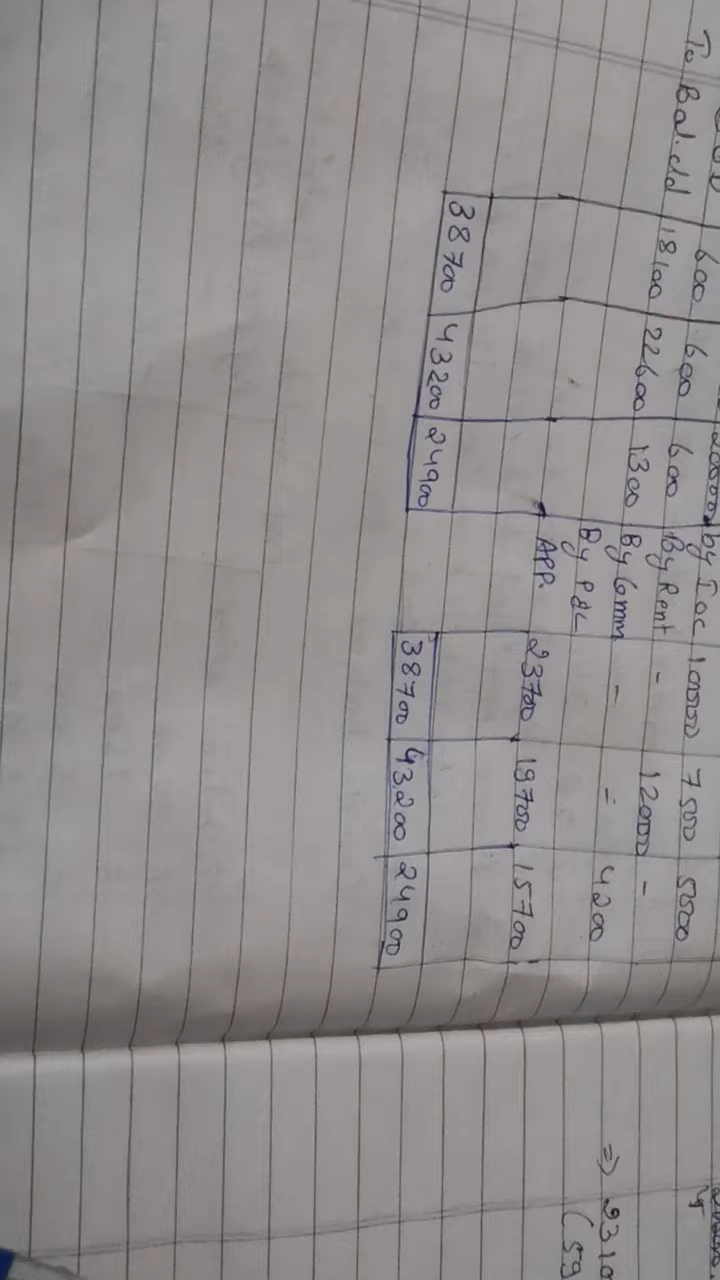 600 600 600 By Ioc 10000 7500 5000
To Bal. c/d 18100 22600 1300 By Rent - 12000 -
By Comm - - 4200
By P&L
APP. 23700 19700 15700
38700 43200 24900 38700 43200 24900